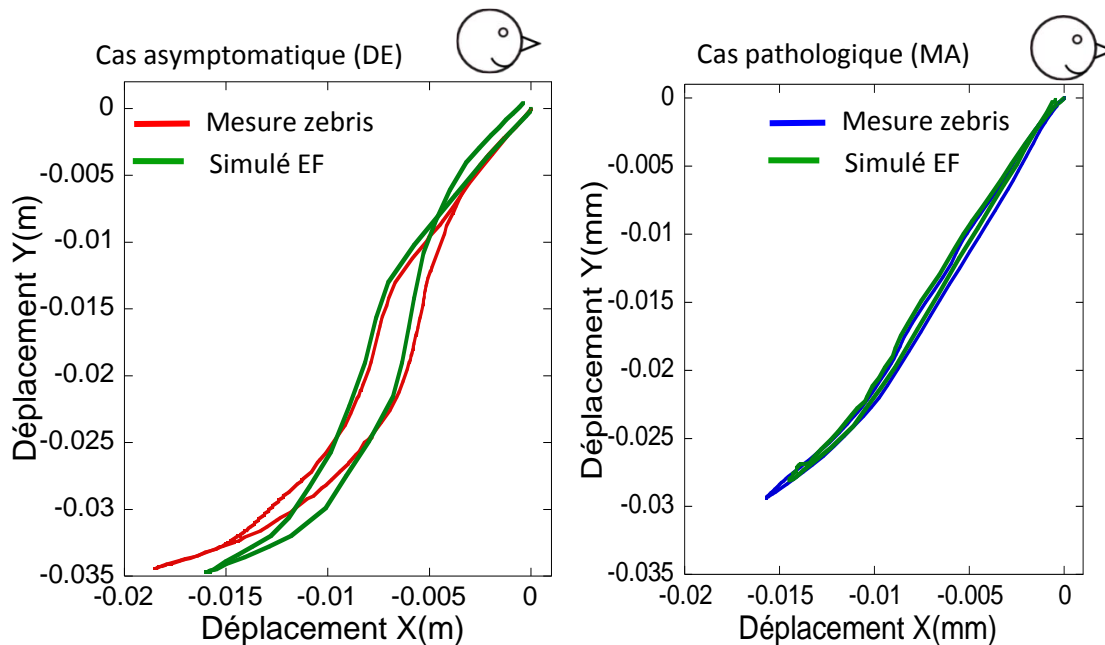 Cas asymptomatique (DE)
Mesure zebris
Simulé EF
0
-0.005
-0.01
-0.015
-0.02
-0.025
-0.03
-0.035
Déplacement Y(m)
-0.02
-0.015
-0.01
-0.005
0
Déplacement X(m)
Cas pathologique (MA)
Mesure zebris
Simulé EF
0
-0.005
-0.01
-0.015
-0.02
-0.025
-0.03
-0.035
Déplacement Y(mm)
-0.02
-0.015
-0.01
-0.005
0
Déplacement X(mm)